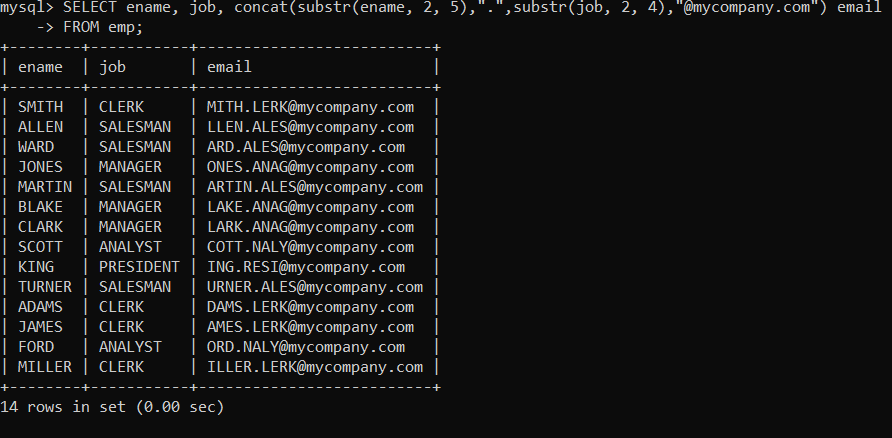 mysql> SELECT ename, job, concat(substr(ename, 2, 5),".",substr(job, 2, 4),"@mycompany.com") email
    -> FROM emp;
+--------+-----------+-------------------------+
| ename  | job       | email                   |
+--------+-----------+-------------------------+
| SMITH  | CLERK     | MITH.LERK@mycompany.com  |
| ALLEN  | SALESMAN  | LLEN.ALES@mycompany.com  |
| WARD   | SALESMAN  | ARD.ALES@mycompany.com   |
| JONES  | MANAGER   | ONES.ANAG@mycompany.com  |
| MARTIN | SALESMAN  | ARTIN.ALES@mycompany.com |
| BLAKE  | MANAGER   | LAKE.ANAG@mycompany.com  |
| CLARK  | MANAGER   | LARK.ANAG@mycompany.com  |
| SCOTT  | ANALYST   | COTT.NALY@mycompany.com  |
| KING   | PRESIDENT | ING.RESI@mycompany.com   |
| TURNER | SALESMAN  | URNER.ALES@mycompany.com |
| ADAMS  | CLERK     | DAMS.LERK@mycompany.com  |
| JAMES  | CLERK     | AMES.LERK@mycompany.com  |
| FORD   | ANALYST   | ORD.NALY@mycompany.com   |
| MILLER | CLERK     | ILLER.LERK@mycompany.com |
+--------+-----------+--------------------------+
14 rows in set (0.00 sec)